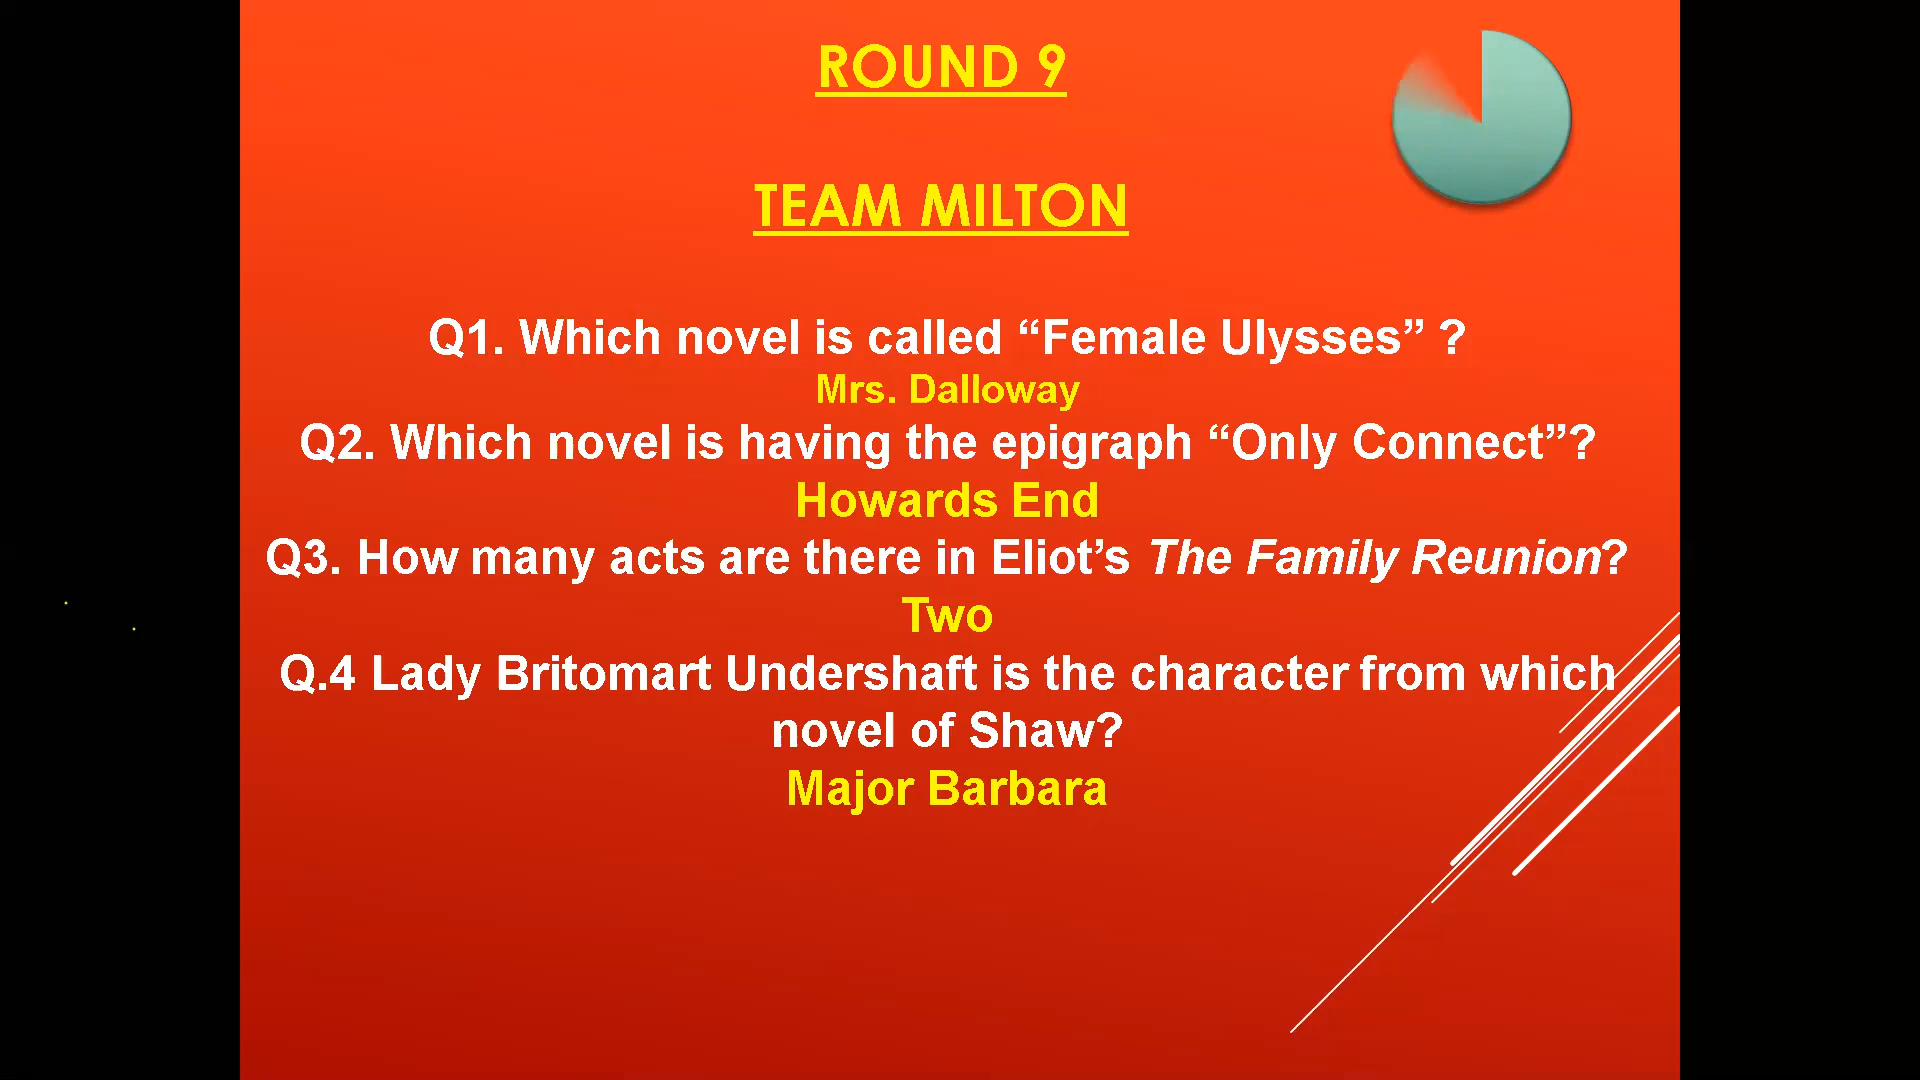 ROUND 9
TEAM MILTON
Q1. Which novel is called “Female Ulysses” ?
Mrs. Dalloway
Q2. Which novel is having the epigraph “Only Connect”?
Howards End
Q3. How many acts are there in Eliot’s The Family Reunion?
Two
Q.4 Lady Britomart Undershaft is the character from which
novel of Shaw?
Major Barbara